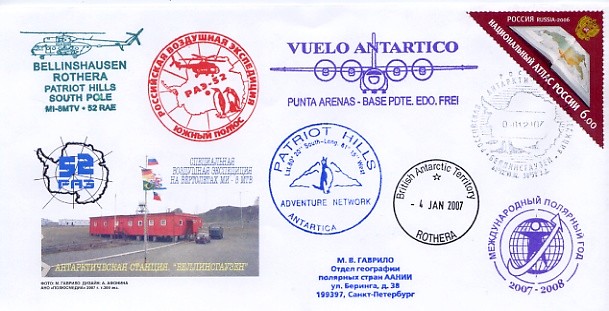 BELLINSHAUSEN
ROTHERA
PATRIOT HILLS
SOUTH POLE
MI-8MTV • 52 RAE
РОССИЙСКАЯ ВОЗДУШНАЯ ЭКСПЕДИЦИЯ
РАЭ-52
ЮЖНЫЙ ПОЛЮС
VUELO ANTARTICO
PUNTA ARENAS - BASE PDTE. EDO. FREI
РОССИЯ RUSSIA-2006
НАЦИОНАЛЬНЫЙ АТЛАС РОССИИ
6.00
52
РАЭ
СПЕЦИАЛЬНАЯ
ВОЗДУШНАЯ ЭКСПЕДИЦИЯ
НА ВЕРТОЛЕТАХ МИ - 8 МТВ
АНТАРКТИЧЕСКАЯ СТАНЦИЯ "БЕЛЛИНСГАУЗЕН"
PATRIOT HILLS
ADVENTURE NETWORK
ANTARCTICA
British Antarctic Territory
- 4 JAN 2007
ROTHERA
МЕЖДУНАРОДНЫЙ ПОЛЯРНЫЙ ГОД
2007 - 2008
М. В. ГАВРИЛО
Отдел географии
полярных стран ААНИИ
ул. Беринга, д. 38
199397, Санкт-Петербург